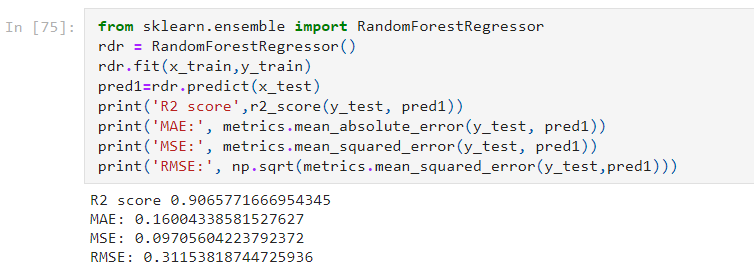 In [75]:
from sklearn.ensemble import RandomForestRegressor
rdr = RandomForestRegressor()
rdr.fit(x_train,y_train)
pred1=rdr.predict(x_test)
print('R2 score',r2_score(y_test, pred1))
print('MAE:', metrics.mean_absolute_error(y_test, pred1))
print('MSE:', metrics.mean_squared_error(y_test, pred1))
print('RMSE:', np.sqrt(metrics.mean_squared_error(y_test,pred1)))
R2 score 0.9065771666954345
MAE: 0.16004338581527627
MSE: 0.09705604223792372
RMSE: 0.31153818744725936